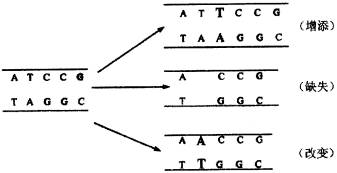 A T T C C G (增添)
T A A G G C
A T C C G
T A G G C
A C C G (缺失)
T G G C
A A C C G (改变)
T T G G C